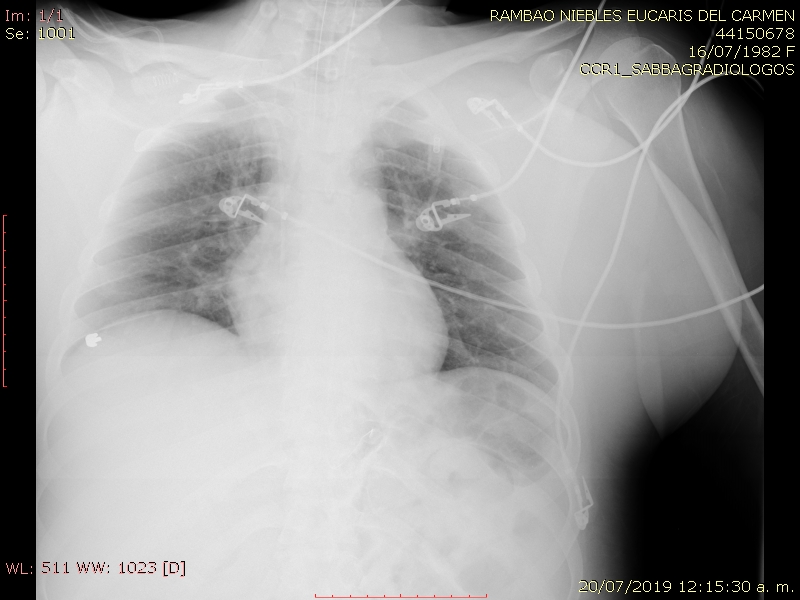 Im: 1/1
Se: 1001
RAMBAO NIEBLES EUCARIS DEL CARMEN
44150678
16/07/1982 F
CCR1_SABBAGRADIOLOGOS
WL: 511 WW: 1023 [D]
20/07/2019 12:15:30 a. m.